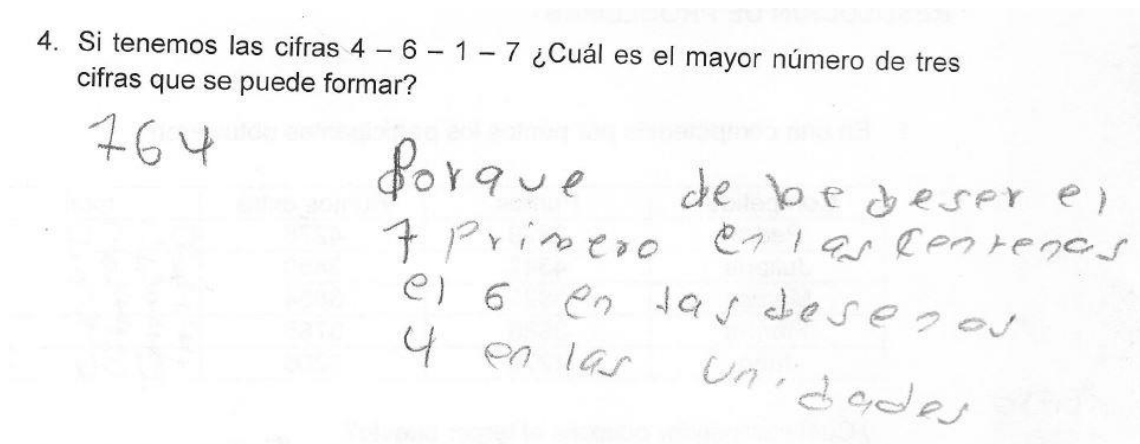 4. Si tenemos las cifras 4 – 6 – 1 – 7 ¿Cuál es el mayor número de tres
cifras que se puede formar?
764
Porque debe deser el
7 primero en las centenas
el 6 en las desenas
4 en las unidades